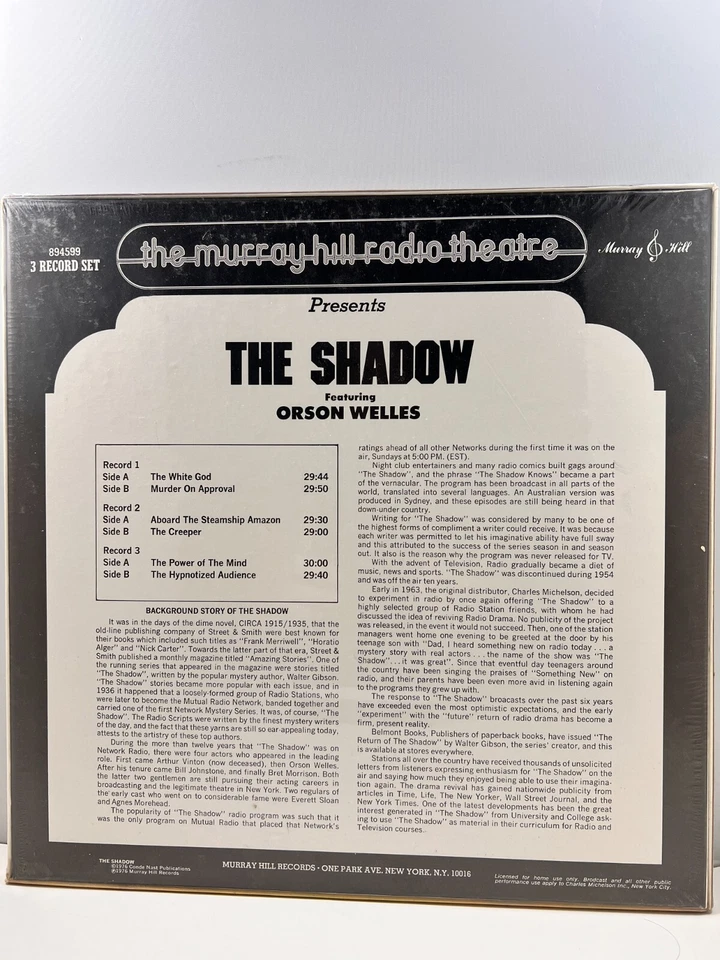 894599
3 RECORD SET
the murray hill radio theatre
Murray Hill
Presents
THE SHADOW
Featuring
ORSON WELLES
Record 1
Side A The White God 29:44
Side B Murder On Approval 29:50
Record 2
Side A Aboard The Steamship Amazon 29:30
Side B The Creeper 29:00
Record 3
Side A The Power of The Mind 30:00
Side B The Hypnotized Audience 29:40
BACKGROUND STORY OF THE SHADOW
It was in the days of the dime novel, CIRCA 1915/1935, that the
old-line publishing company of Street & Smith were best known for
their books which included such titles as "Frank Merriwell", "Horatio
Alger" and "Nick Carter". Towards the latter part of that era, Street &
Smith published a monthly magazine titled "Amazing Stories". One of
the running series that appeared in the magazine were stories titled
"The Shadow", written by the popular mystery author, Walter Gibson.
"The Shadow" stories became more popular with each issue, and in
1936 it happened that a loosely-formed group of Radio Stations, who
were later to become the Mutual Radio Network, banded together and
carried one of the first Network Mystery Series. It was, of course, "The
Shadow". The Radio Scripts were written by the finest mystery writers
of the day, and the fact that these yarns are still so ear-appealing today,
attests to the artistry of these top authors.
During the more than twelve years that "The Shadow" was on
Network Radio, there were four actors who appeared in the leading
role. First came Arthur Vinton (now deceased), then Orson Welles.
After his tenure came Bill Johnstone, and finally Bret Morrison. Both
the latter two gentlemen are still pursuing their acting careers in
broadcasting and the legitimate theatre in New York. Two regulars of
the early cast who went on to considerable fame were Everett Sloan
and Agnes Morehead.
The popularity of "The Shadow" radio program was such that it
was the only program on Mutual Radio that placed that Network's
ratings ahead of all other Networks during the first time it was on the
air, Sundays at 5:00 PM. (EST).
Night club entertainers and many radio comics built gags around
"The Shadow", and the phrase "The Shadow Knows" became a part
of the vernacular. The program has been broadcast in all parts of the
world, translated into several languages. An Australian version was
produced in Sydney, and these episodes are still being heard in that
down-under country.
Writing for "The Shadow" was considered by many to be one of
the highest forms of compliment a writer could receive. It was because
each writer was permitted to let his imaginative ability have full sway
and this attributed to the success of the series season in and season
out. It also is the reason why the program was never released for TV.
With the advent of Television, Radio gradually became a diet of
music, news and sports. "The Shadow" was discontinued during 1954
and was off the air ten years.
Early in 1963, the original distributor, Charles Michelson, decided
to experiment in radio by once again offering "The Shadow" to a
highly selected group of Radio Station friends, with whom he had
discussed the idea of reviving Radio Drama. No publicity of the project
was released, in the event it would not succeed. Then, one of the station
managers went home one evening to be greeted at the door by his
teenage son with "Dad, I heard something new on radio today . . . a
mystery story with real actors . . . the name of the show was "The
Shadow". . . it was great". Since that eventful day teenagers around
the country have been singing the praises of "Something New" on
radio, and their parents have been even more avid in listening again
to the programs they grew up with.
The response to "The Shadow" broacasts over the past six years
have exceeded even the most optimistic expectations, and the early
"experiment" with the "future" return of radio drama has become a
firm, present reality.
Belmont Books, Publishers of paperback books, have issued "The
Return of The Shadow" by Walter Gibson, the series' creator, and this
is available at stores everywhere.
Stations all over the country have received thousands of unsolicited
letters from listeners expressing enthusiasm for "The Shadow" on the
air and saying how much they enjoyed being able to use their imagina-
tion again. The drama revival has gained nationwide publicity from
articles in Time, Life, The New Yorker, Wall Street Journal, and the
New York Times. One of the latest developments has been the great
interest generated in "The Shadow" from University and College ask-
ing to use "The Shadow" as material in their curriculum for Radio and
Television courses.
THE SHADOW
©1976 Conde Nast Publications
℗1976 Murray Hill Records
MURRAY HILL RECORDS • ONE PARK AVE. NEW YORK, N.Y. 10016
Licensed for home use only. Brodcast and all other public
performance use apply to Charles Michelson Inc., New York City.